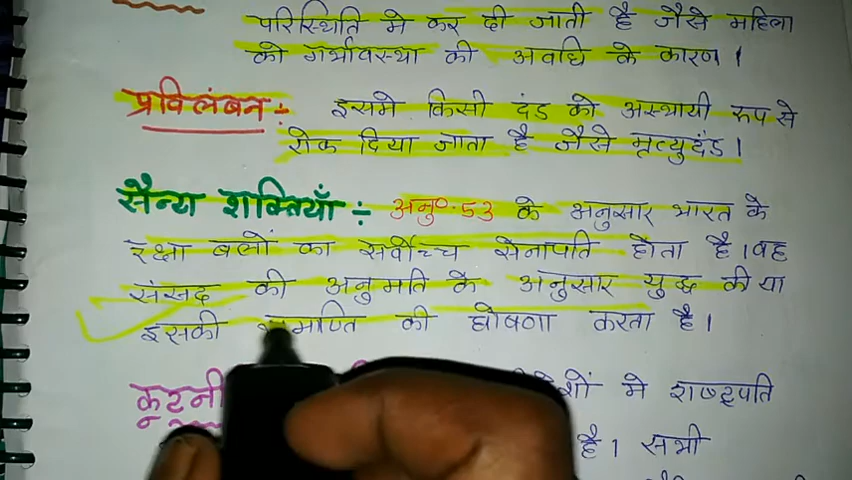 परिस्थिति मे कर दी जाती है जैसे महिला
को गर्भावस्था की अवधि के कारण।
प्रविलंबन :- इसमे किसी दंड को अस्थायी रुप से
रोक दिया जाता है जैसे मृत्युदंड।
सैन्य शक्तियाँ :- अनु०.53 के अनुसार भारत के
रक्षा बलों का सर्वोच्च सेनापति होता है।वह
संसद की अनुमति के अनुसार युद्ध की या
इसकी की घोषणा करता है।
मे राष्ट्रपति
है। सभी